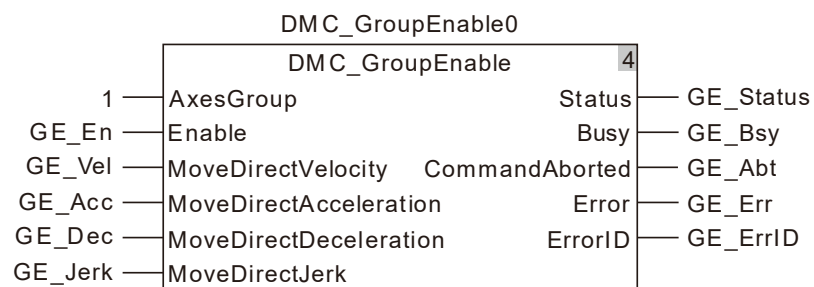 DMC_GroupEnable0
DMC_GroupEnable 4
1 AxesGroup Status GE_Status
GE_En Enable Busy GE_Bsy
GE_Vel MoveDirectVelocity CommandAborted GE_Abt
GE_Acc MoveDirectAcceleration Error GE_Err
GE_Dec MoveDirectDeceleration ErrorID GE_ErrID
GE_Jerk MoveDirectJerk